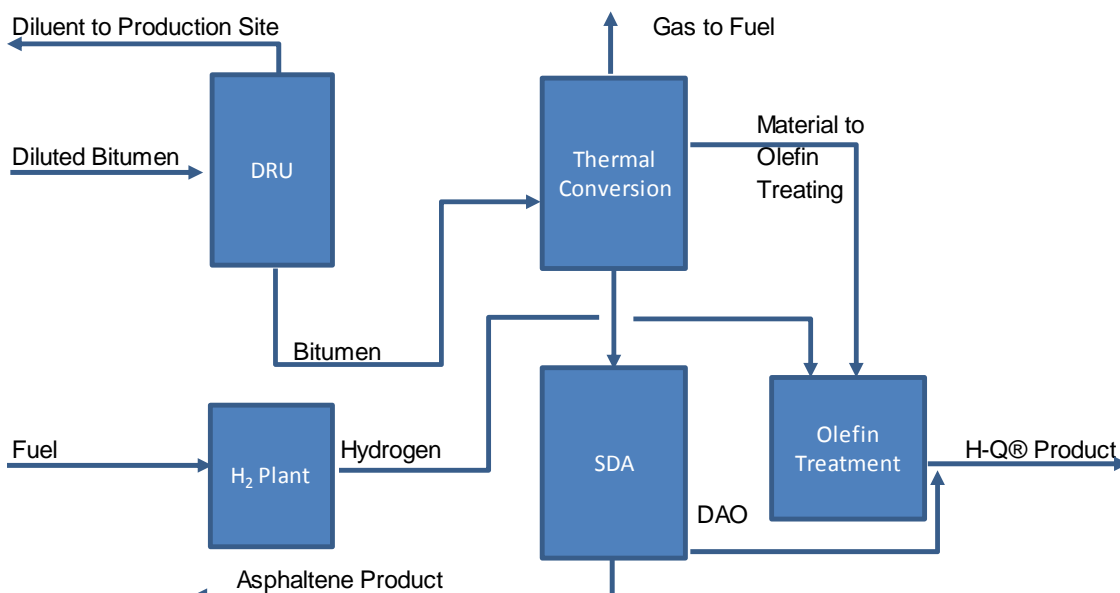 Diluent to Production Site
Gas to Fuel
Diluted Bitumen
DRU
Thermal
Conversion
Material to
Olefin
Treating
Bitumen
Fuel
H₂ Plant
Hydrogen
SDA
Olefin
Treatment
H-Q® Product
DAO
Asphaltene Product